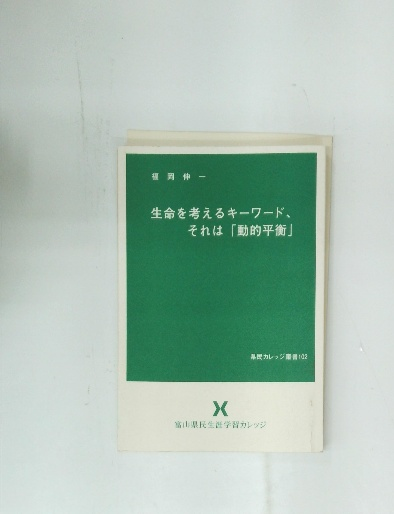 福岡伸一
生命を考えるキーワード、
それは「動的平衡」
県民カレッジ叢書102
富山県民生涯学習カレッジ